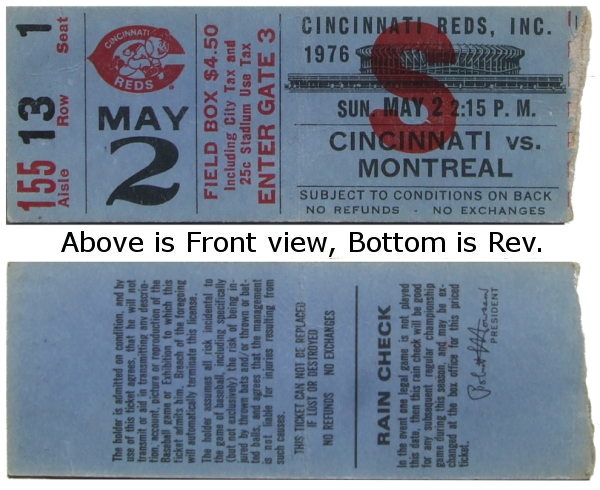 155 Aisle 13 Row 1 Seat:
CINCINNATI
REDS
MAY
2
FIELD BOX $4.50
Including City Tax and
25c Stadium Use Tax
ENTER GATE 3
CINCINNATI REDS, INC.
1976
S
SUN. MAY 2 2:15 P. M.
CINCINNATI vs.
MONTREAL
SUBJECT TO CONDITIONS ON BACK
NO REFUNDS - NO EXCHANGES
Above is Front view, Bottom is Rev.
The holder is admitted on condition, and by
use of this ticket agrees, that he will not
transmit or aid in transmitting any descrip-
tion, account, picture or reproduction of the
Baseball game or Exhibition to which this
ticket admits him. Breach of the foregoing
will automatically terminate this license.
The holder assumes all risk incidental to
the game of baseball, including specifically
(but not exclusively) the risk of being in-
jured by thrown bats and/or thrown or bat-
ted balls, and agrees that the management
is not liable for injuries resulting from
such causes.
THIS TICKET CAN NOT BE REPLACED
IF LOST OR DESTROYED
NO REFUNDS NO EXCHANGES
RAIN CHECK
In the event one legal game is not played
this date, then this rain check will be good
for any subsequent regular championship
game during this season, and may be ex-
changed at the box office for this priced
ticket.
Robert L Howsam
PRESIDENT